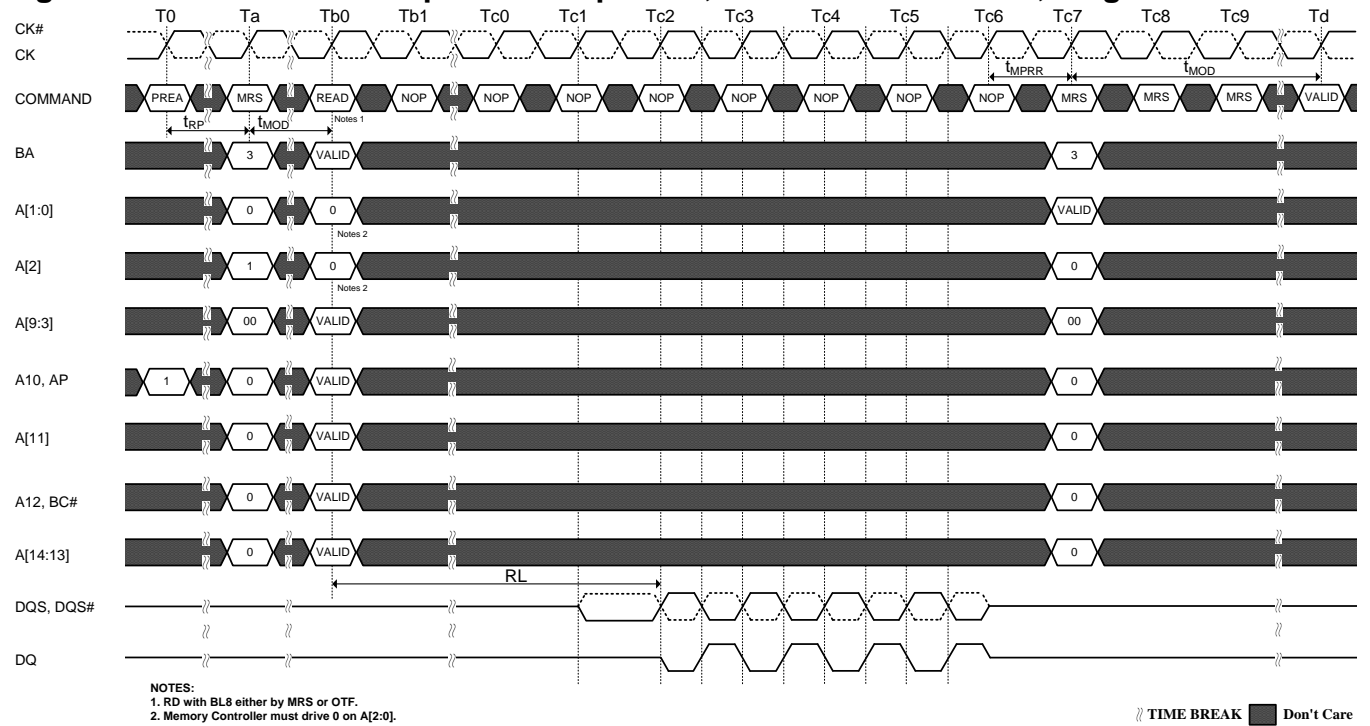 T0 Ta Tb0 Tb1 Tc0 Tc1 Tc2 Tc3 Tc4 Tc5 Tc6 Tc7 Tc8 Tc9 Td
CK#
CK
tMPRR tMOD
COMMAND PREA MRS READ NOP NOP NOP NOP NOP NOP NOP NOP MRS MRS MRS VALID
tRP tMOD Notes 1
BA 3 VALID 3
A[1:0] 0 0 VALID
Notes 2
A[2] 1 0 0
Notes 2
A[9:3] 00 VALID 00
A10, AP 1 0 VALID 0
A[11] 0 VALID 0
A12, BC# 0 VALID 0
A[14:13] 0 VALID 0
RL
DQS, DQS#
DQ
NOTES:
1. RD with BL8 either by MRS or OTF.
2. Memory Controller must drive 0 on A[2:0].
TIME BREAK Don't Care